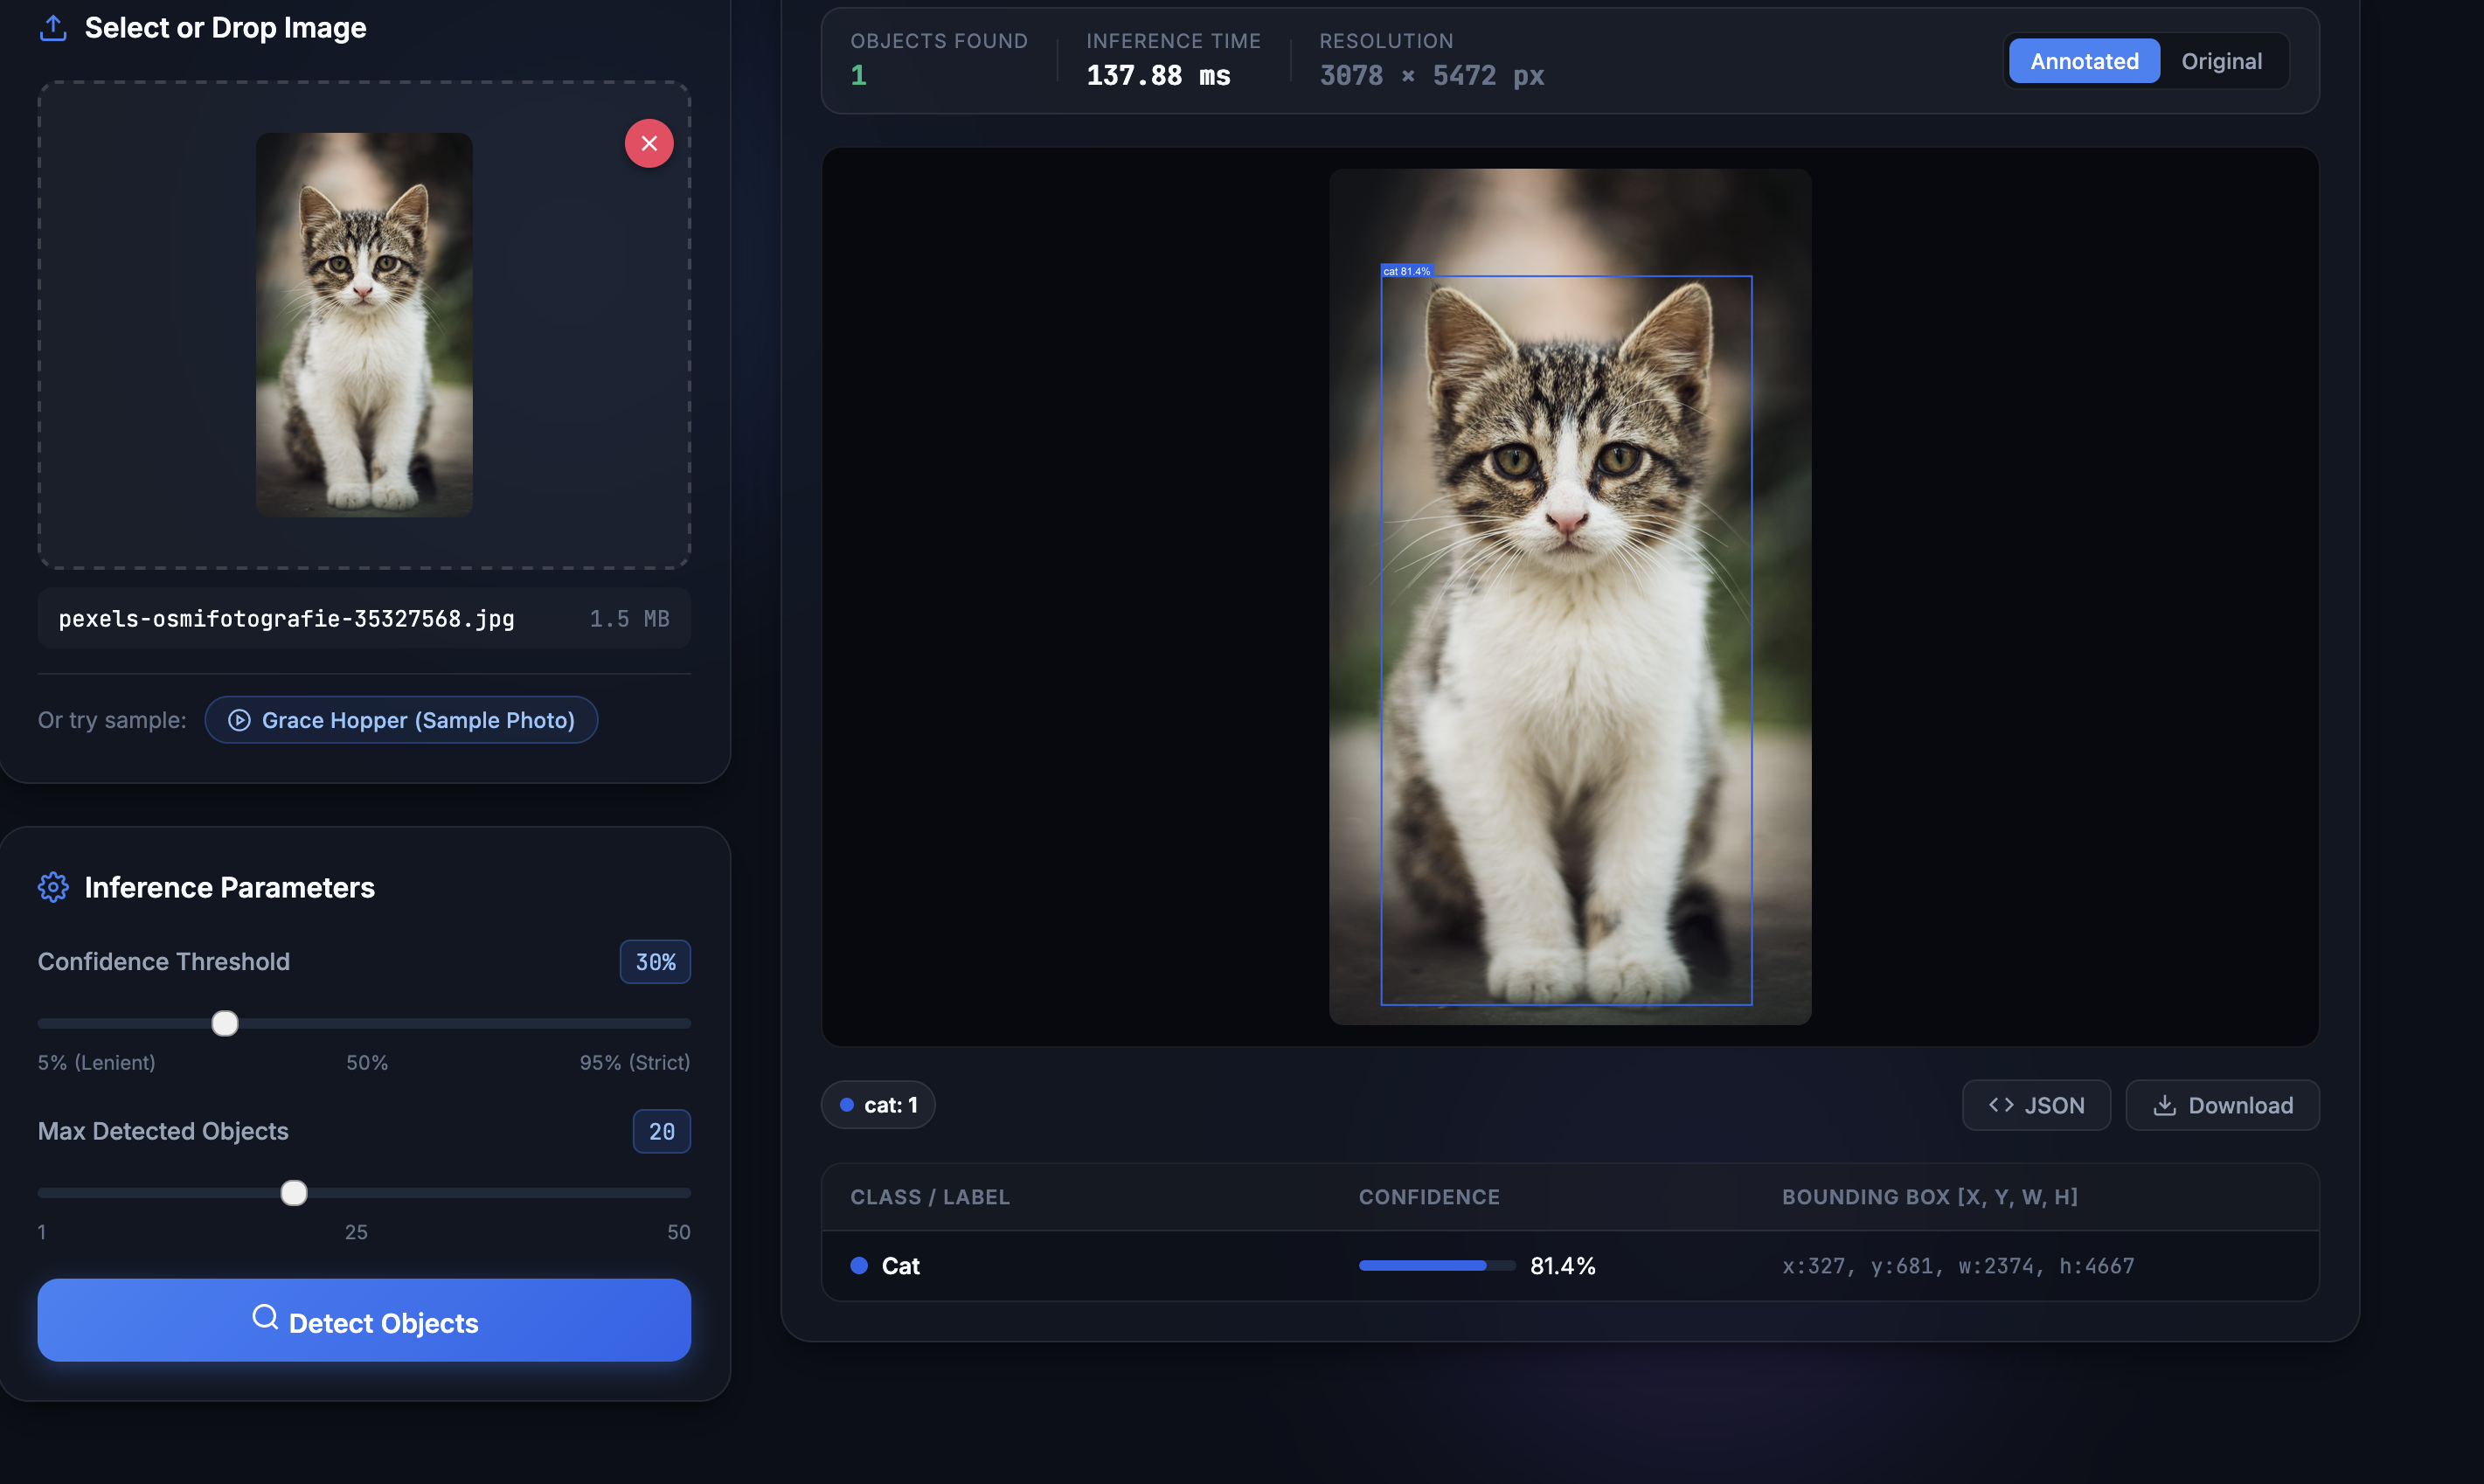 Select or Drop Image
pexels-osmifotografie-35327568.jpg 1.5 MB
Or try sample: Grace Hopper (Sample Photo)
Inference Parameters
Confidence Threshold 30%
5% (Lenient) 50% 95% (Strict)
Max Detected Objects 20
1 25 50
Detect Objects
OBJECTS FOUND INFERENCE TIME RESOLUTION
1 137.88 ms 3078 × 5472 px
Annotated Original
cat 81.4%
cat: 1
JSON Download
CLASS / LABEL CONFIDENCE BOUNDING BOX [X, Y, W, H]
Cat 81.4% x:327, y:681, w:2374, h:4667